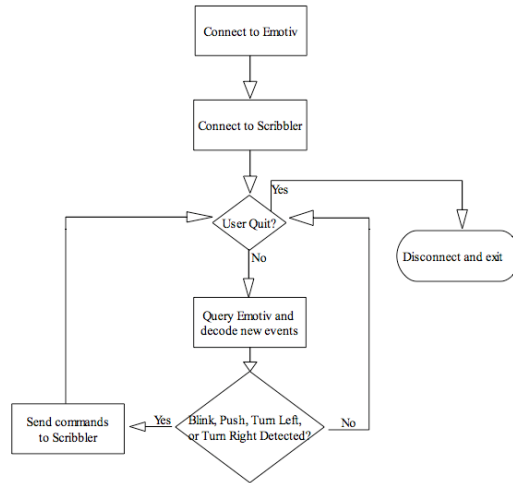 Connect to Emotiv
Connect to Scribbler
Yes
User Quit?
Disconnect and exit
No
Query Emotiv and
decode new events
Blink, Push, Turn Left,
or Turn Right Detected?
Yes
No
Send commands
to Scribbler